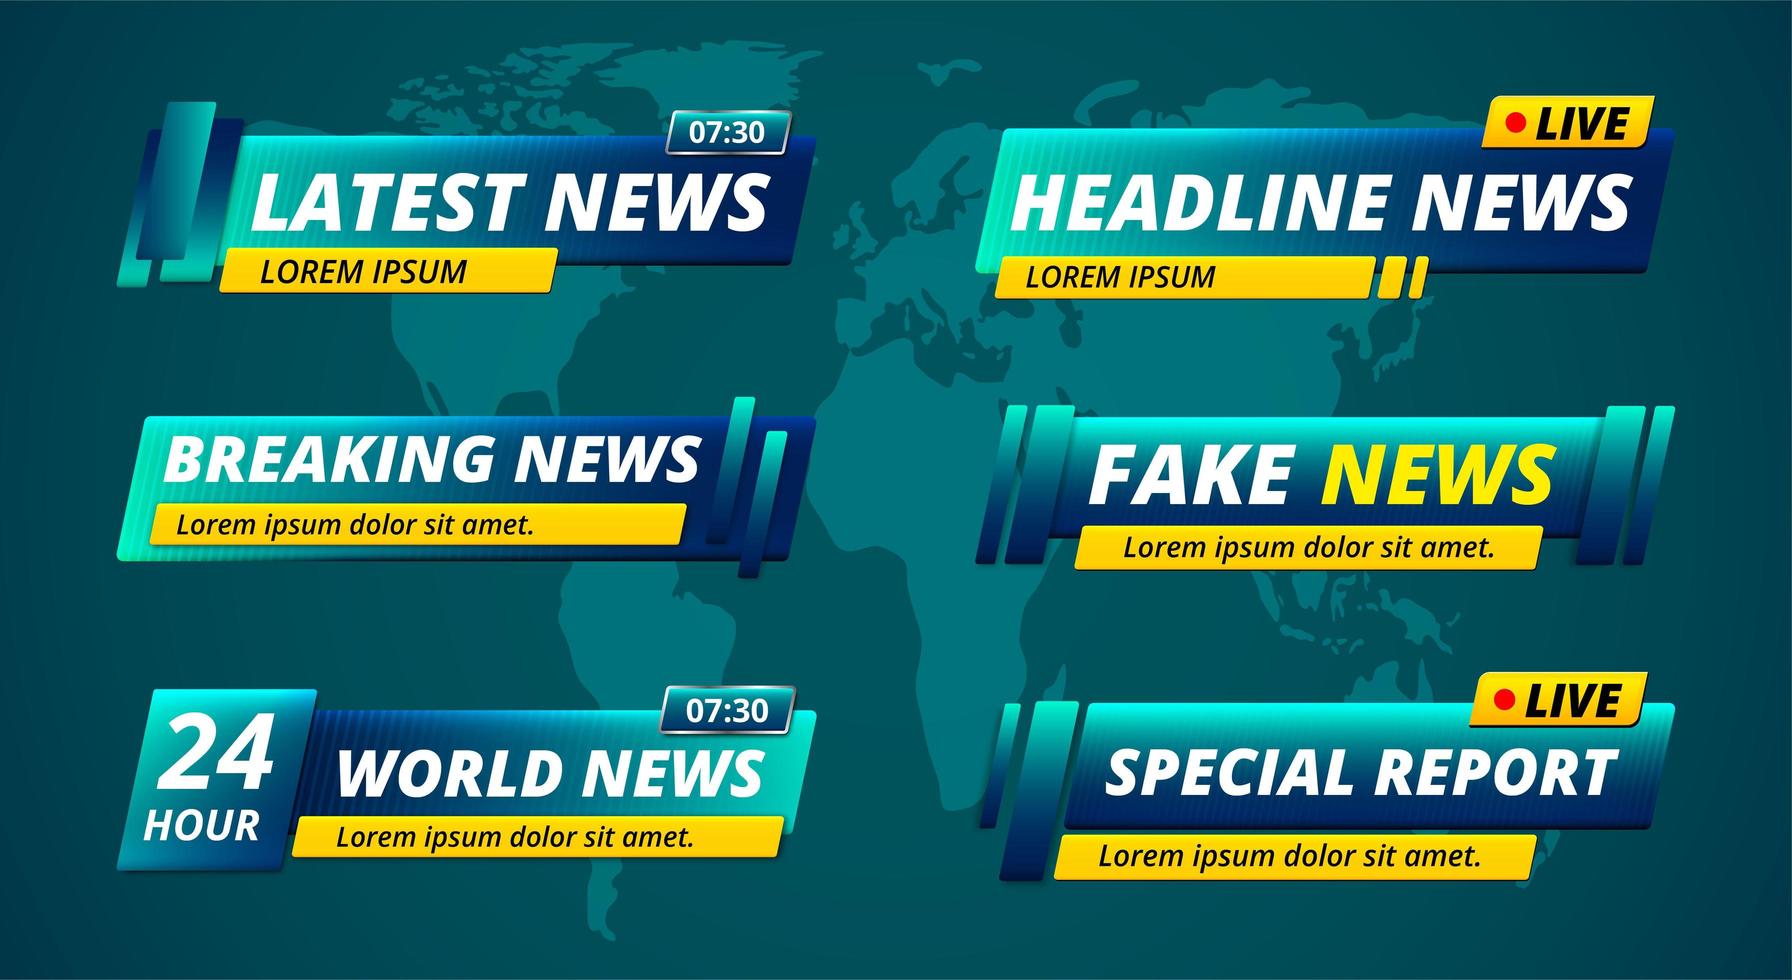 07:30
LATEST NEWS
LOREM IPSUM
LIVE
HEADLINE NEWS
LOREM IPSUM
BREAKING NEWS
Lorem ipsum dolor sit amet.
FAKE NEWS
Lorem ipsum dolor sit amet.
24
HOUR
07:30
WORLD NEWS
Lorem ipsum dolor sit amet.
LIVE
SPECIAL REPORT
Lorem ipsum dolor sit amet.